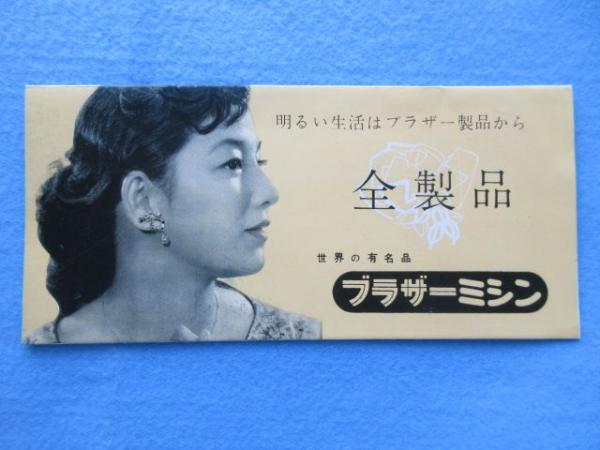 明るい生活はブラザー製品から
全製品
世界の有名品
ブラザーミシン